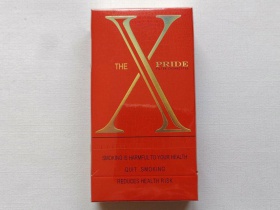 THE X PRIDE
SMOKING IS HARMFUL TO YOUR HEALTH
QUIT SMOKING
REDUCES HEALTH RISK